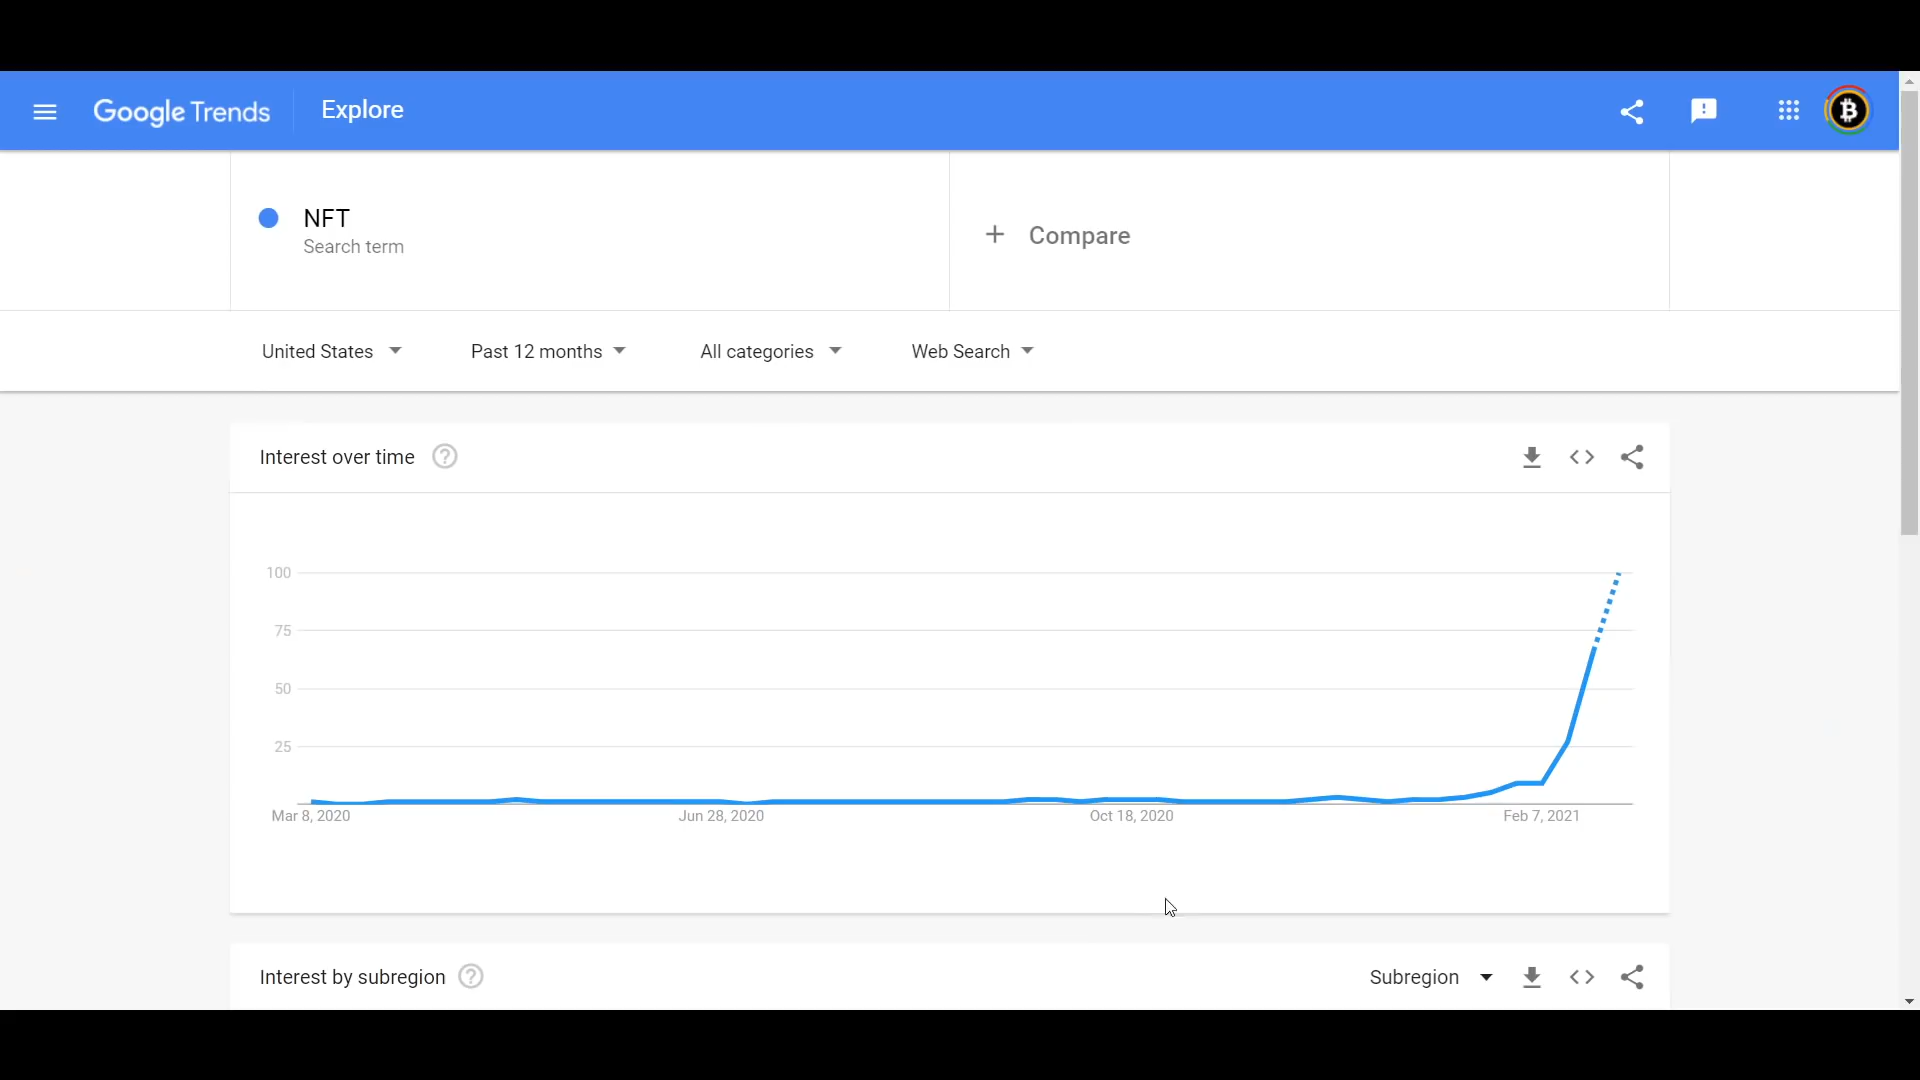 Google Trends
Explore
NFT
Search term
+ Compare
United States
Past 12 months
All categories
Web Search
Interest over time
100
75
50
25
Mar 8, 2020
Jun 28, 2020
Oct 18, 2020
Feb 7, 2021
Interest by subregion
Subregion